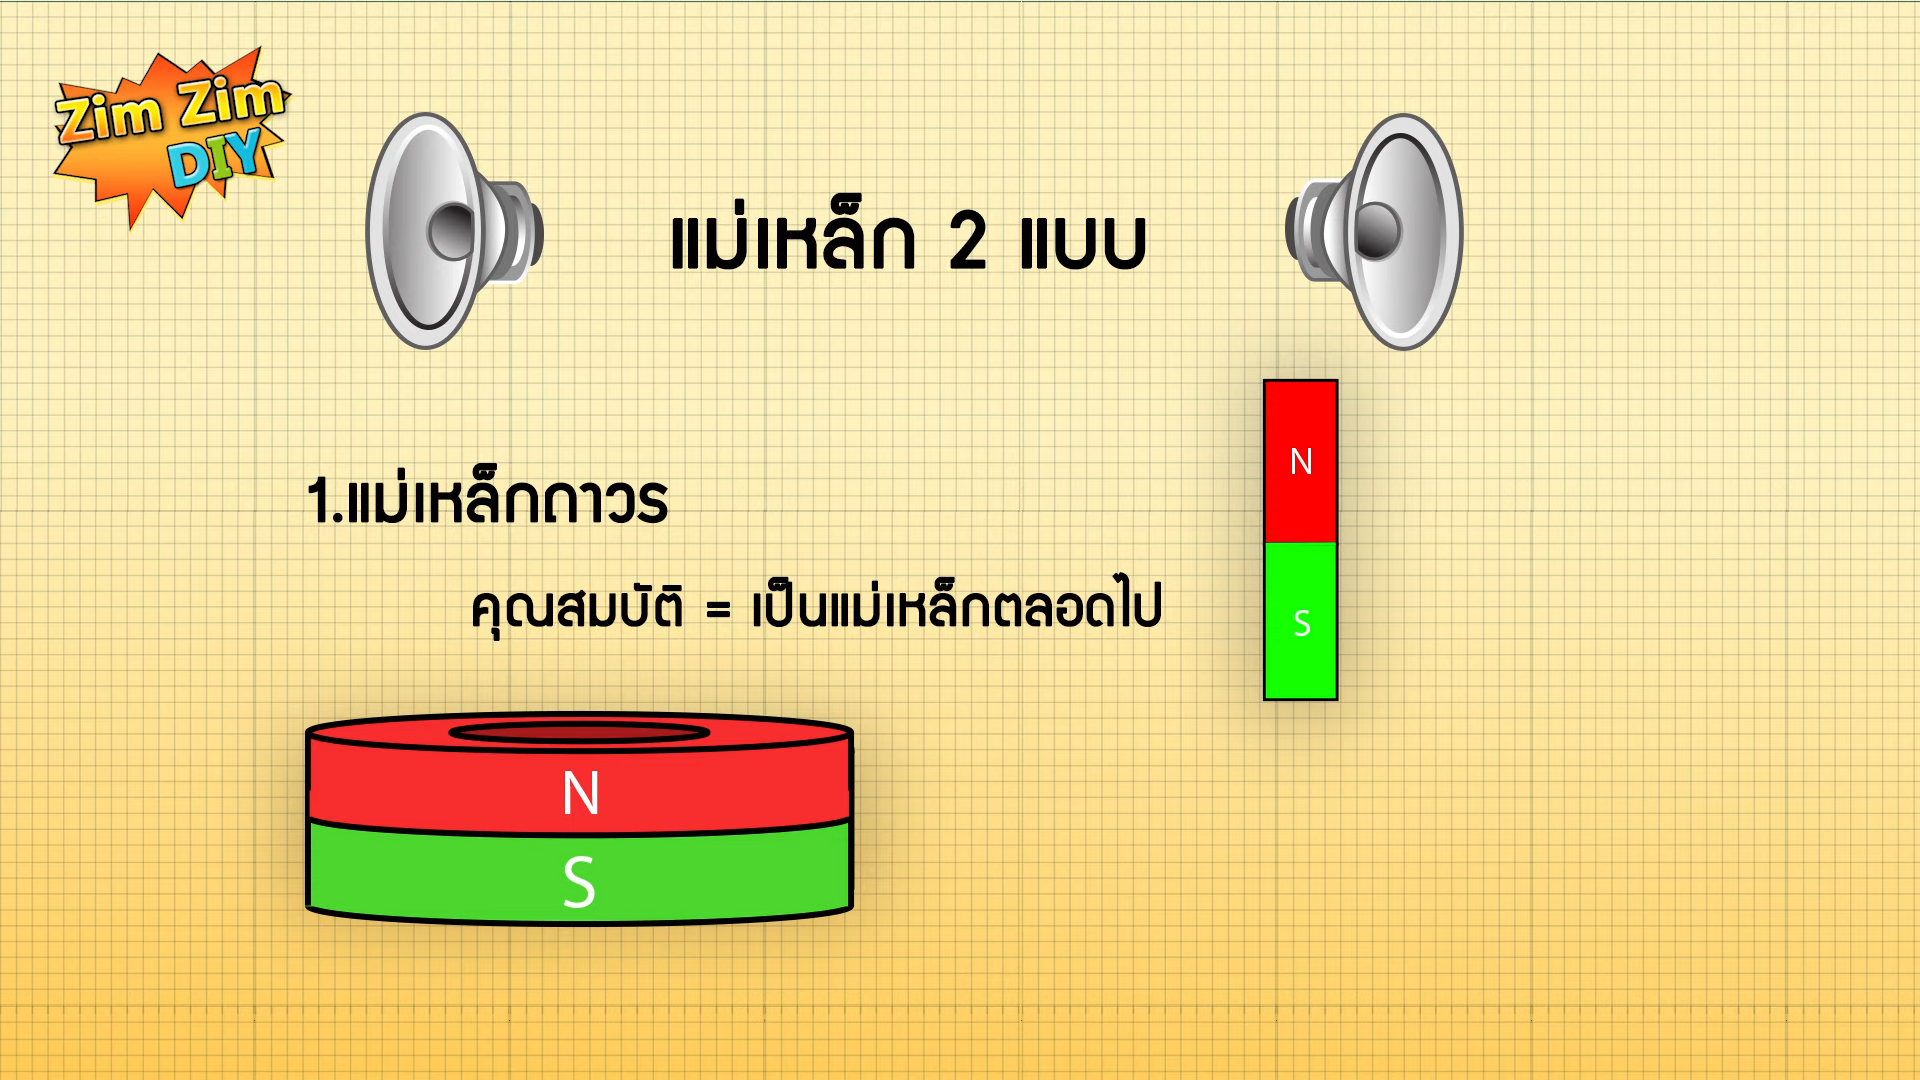 Zim Zim
DIY
แม่เหล็ก 2 แบบ
1.แม่เหล็กถาวร
คุณสมบัติ = เป็นแม่เหล็กตลอดไป
N
S
N
S